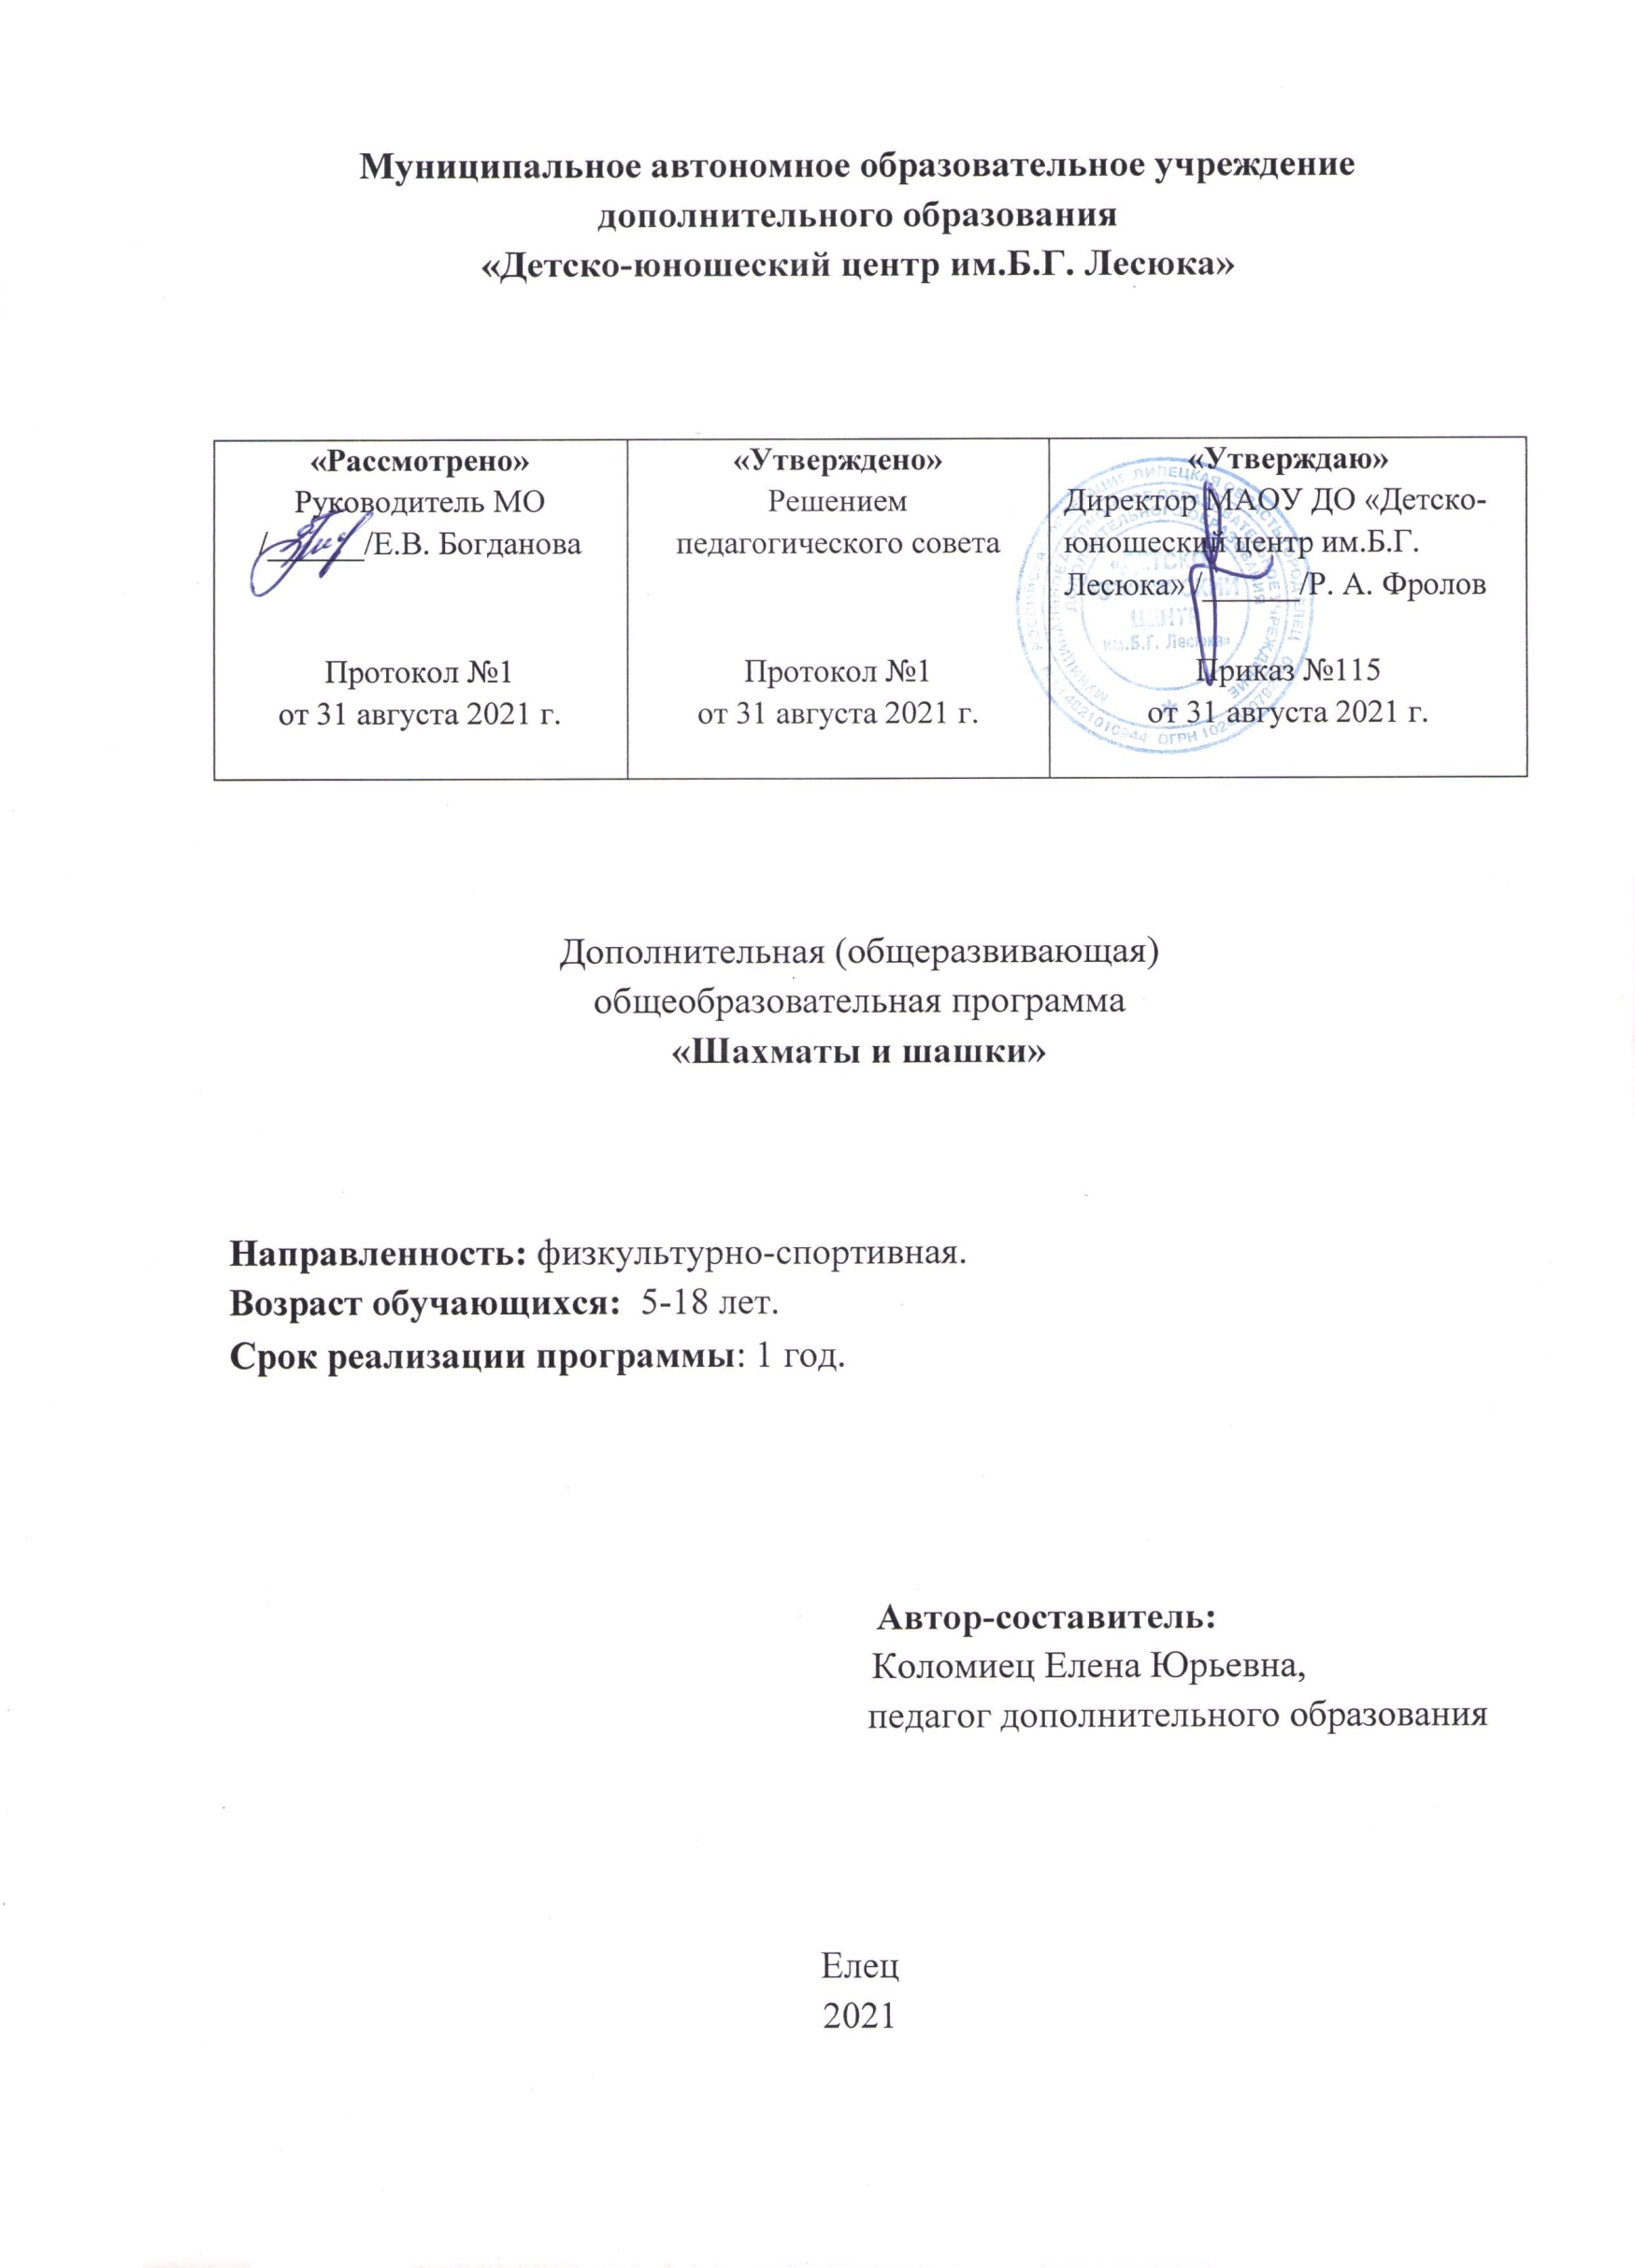 Муниципальное автономное образовательное учреждение
дополнительного образования
«Детско-юношеский центр им.Б.Г. Лесюка»
«Рассмотрено»
Руководитель МО
/______/Е.В. Богданова
Протокол №1
от 31 августа 2021 г.
«Утверждено»
Решением
педагогического совета
Протокол №1
от 31 августа 2021 г.
«Утверждаю»
Директор МАОУ ДО «Детско-
юношеский центр им.Б.Г.
Лесюка» /______/Р. А. Фролов
Приказ №115
от 31 августа 2021 г.
Дополнительная (общеразвивающая)
общеобразовательная программа
«Шахматы и шашки»
Направленность: физкультурно-спортивная.
Возраст обучающихся: 5-18 лет.
Срок реализации программы: 1 год.
Автор-составитель:
Коломиец Елена Юрьевна,
педагог дополнительного образования
Елец
2021